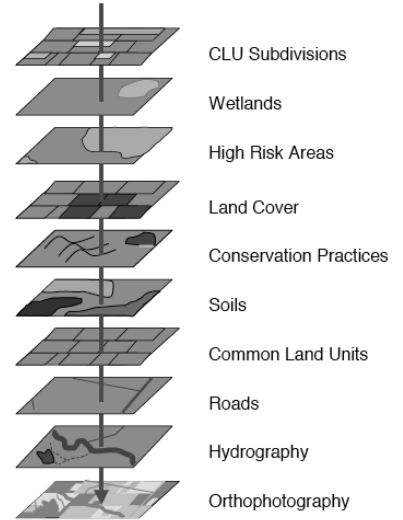 CLU Subdivisions
Wetlands
High Risk Areas
Land Cover
Conservation Practices
Soils
Common Land Units
Roads
Hydrography
Orthophotography